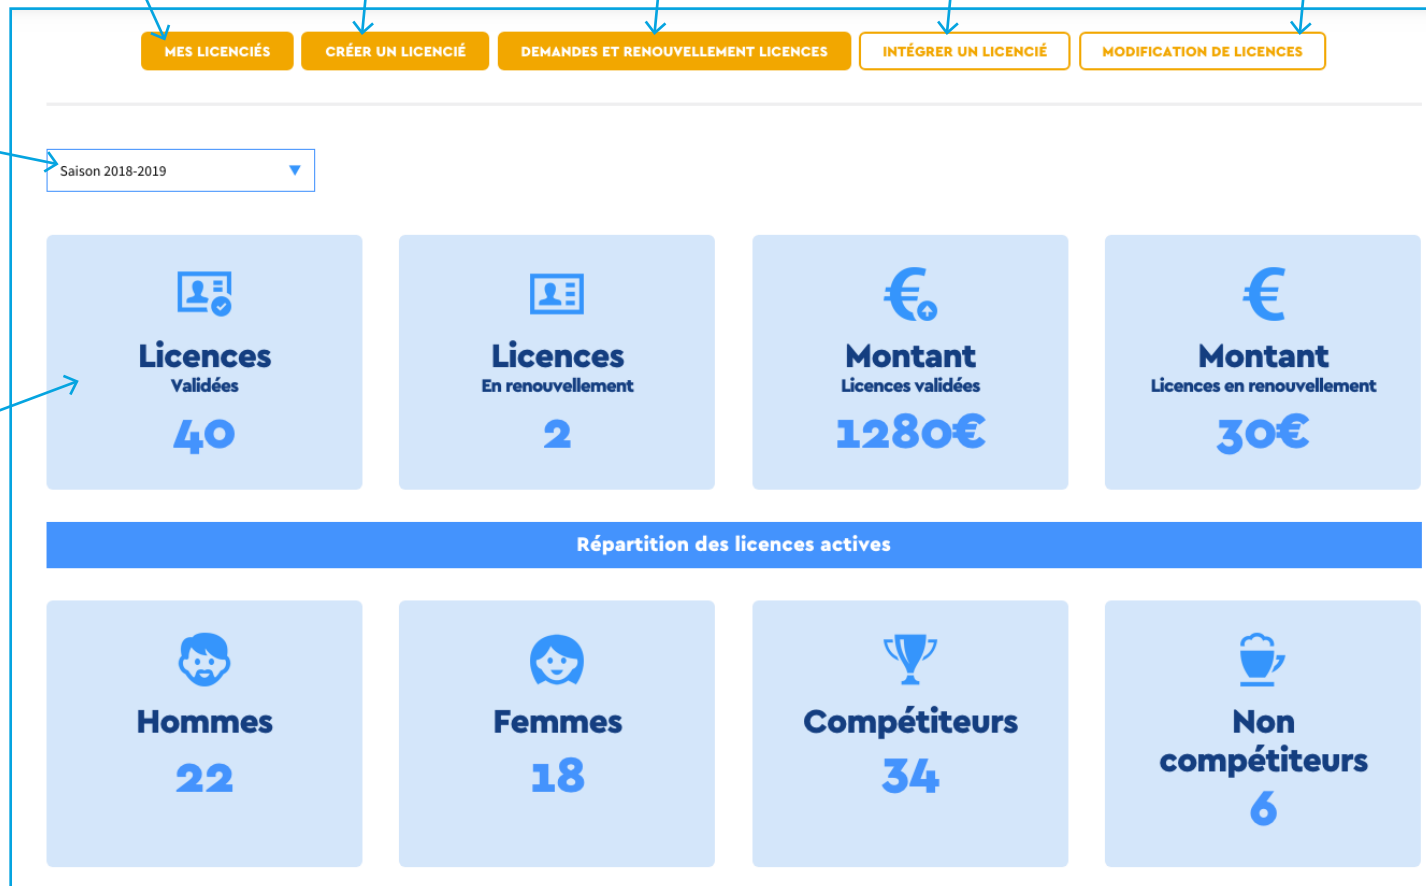 MES LICENCIÉS
CRÉER UN LICENCIÉ
DEMANDES ET RENOUVELLEMENT LICENCES
INTÉGRER UN LICENCIÉ
MODIFICATION DE LICENCES
Saison 2018-2019
Licences
Validées
40
Licences
En renouvellement
2
Montant
Licences validées
1280€
Montant
Licences en renouvellement
30€
Répartition des licences actives
Hommes
22
Femmes
18
Compétiteurs
34
Non
compétiteurs
6